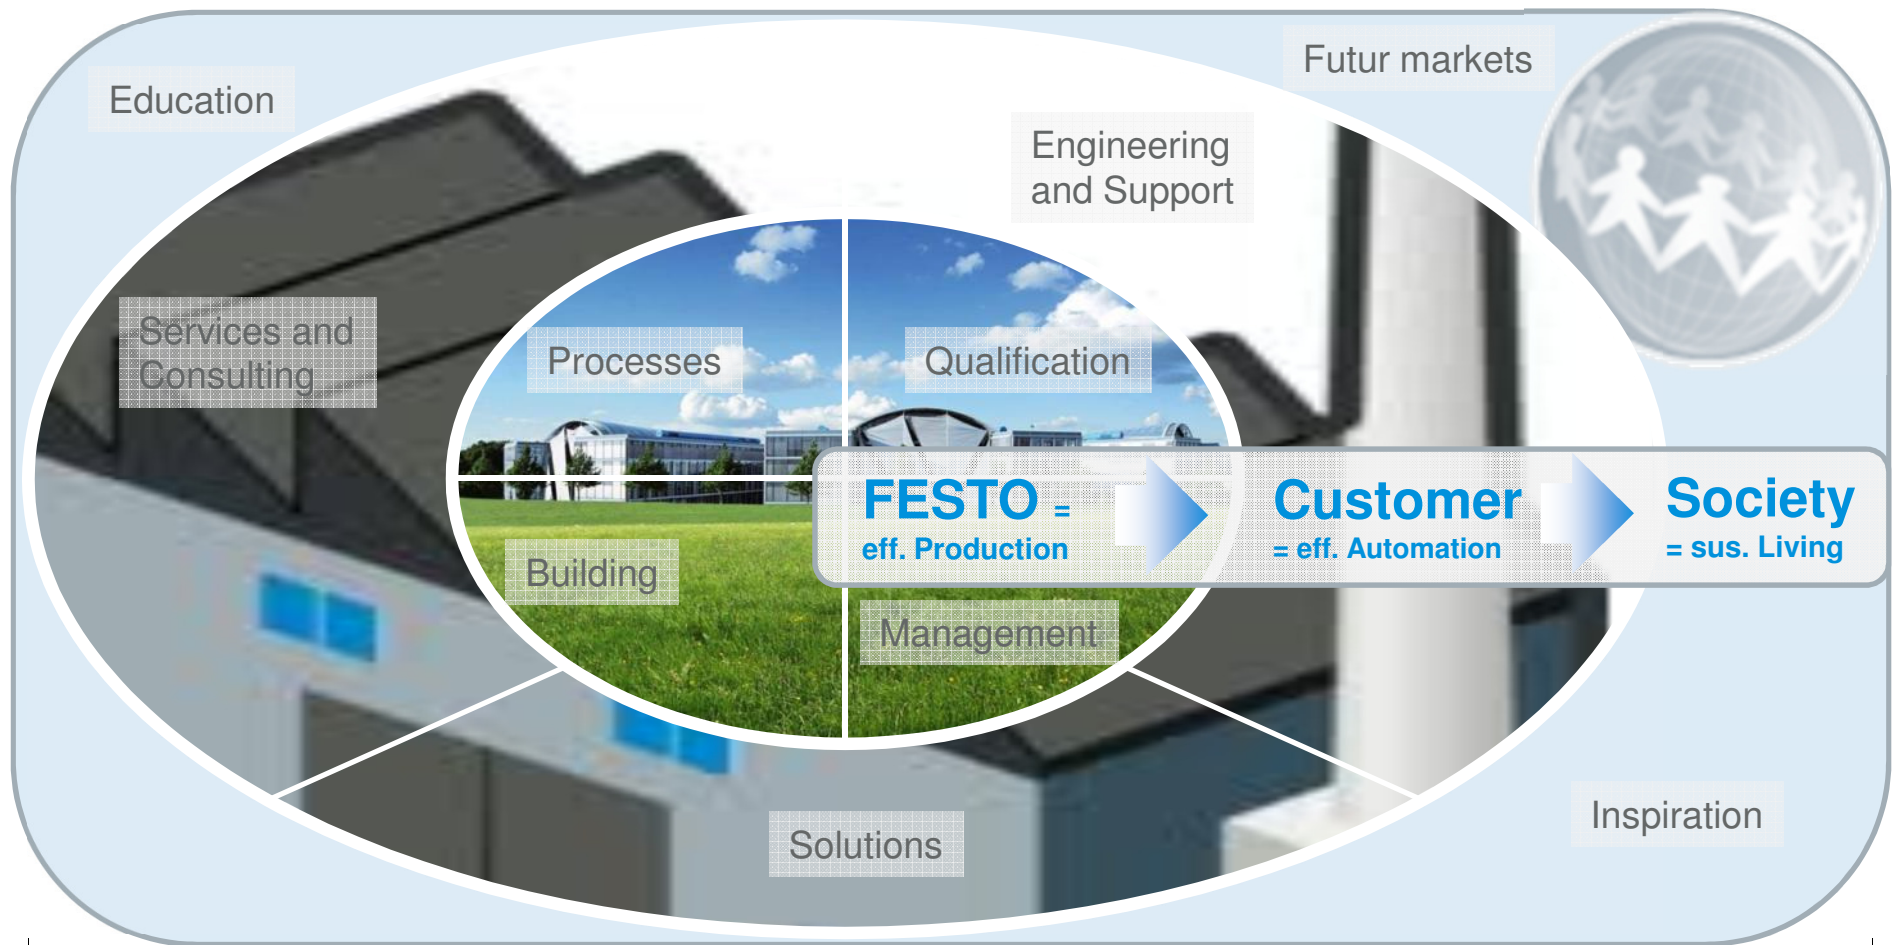 Futur markets
Education
Engineering
and Support
Services and
Consulting
Processes
Qualification
FESTO =
eff. Production
Customer
= eff. Automation
Society
= sus. Living
Building
Management
Solutions
Inspiration